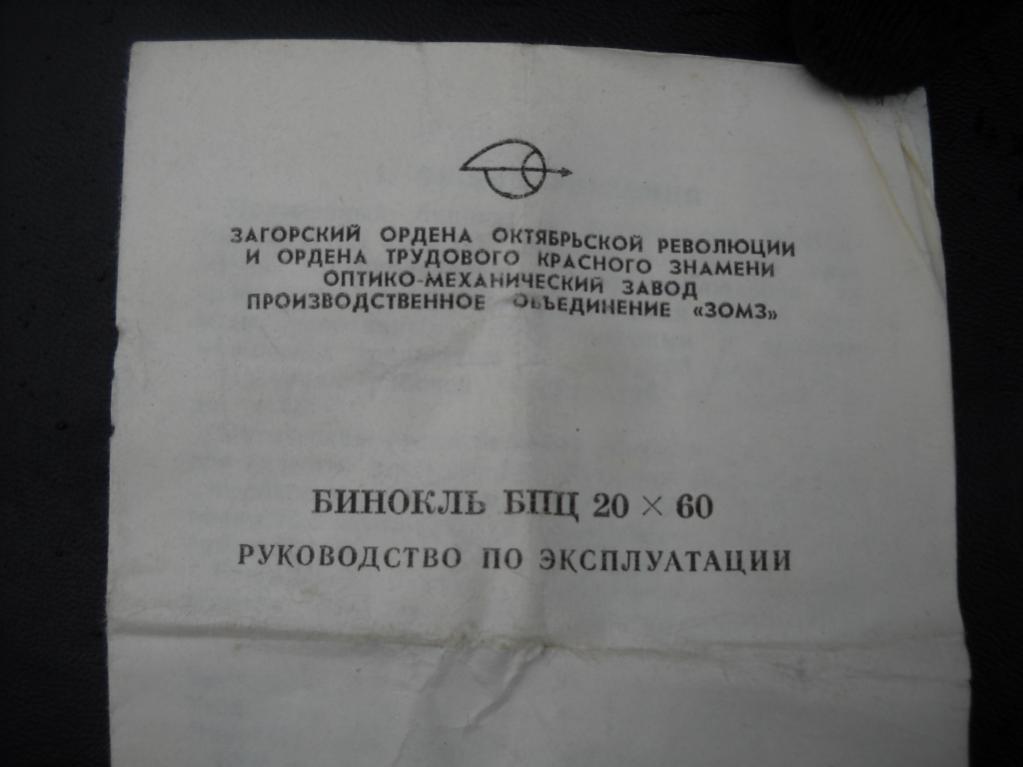 ЗАГОРСКИЙ ОРДЕНА ОКТЯБРЬСКОЙ РЕВОЛЮЦИИ
И ОРДЕНА ТРУДОВОГО КРАСНОГО ЗНАМЕНИ
ОПТИКО-МЕХАНИЧЕСКИЙ ЗАВОД
ПРОИЗВОДСТВЕННОЕ ОБЪЕДИНЕНИЕ «ЗОМЗ»
БИНОКЛЬ БПЦ 20 × 60
РУКОВОДСТВО ПО ЭКСПЛУАТАЦИИ